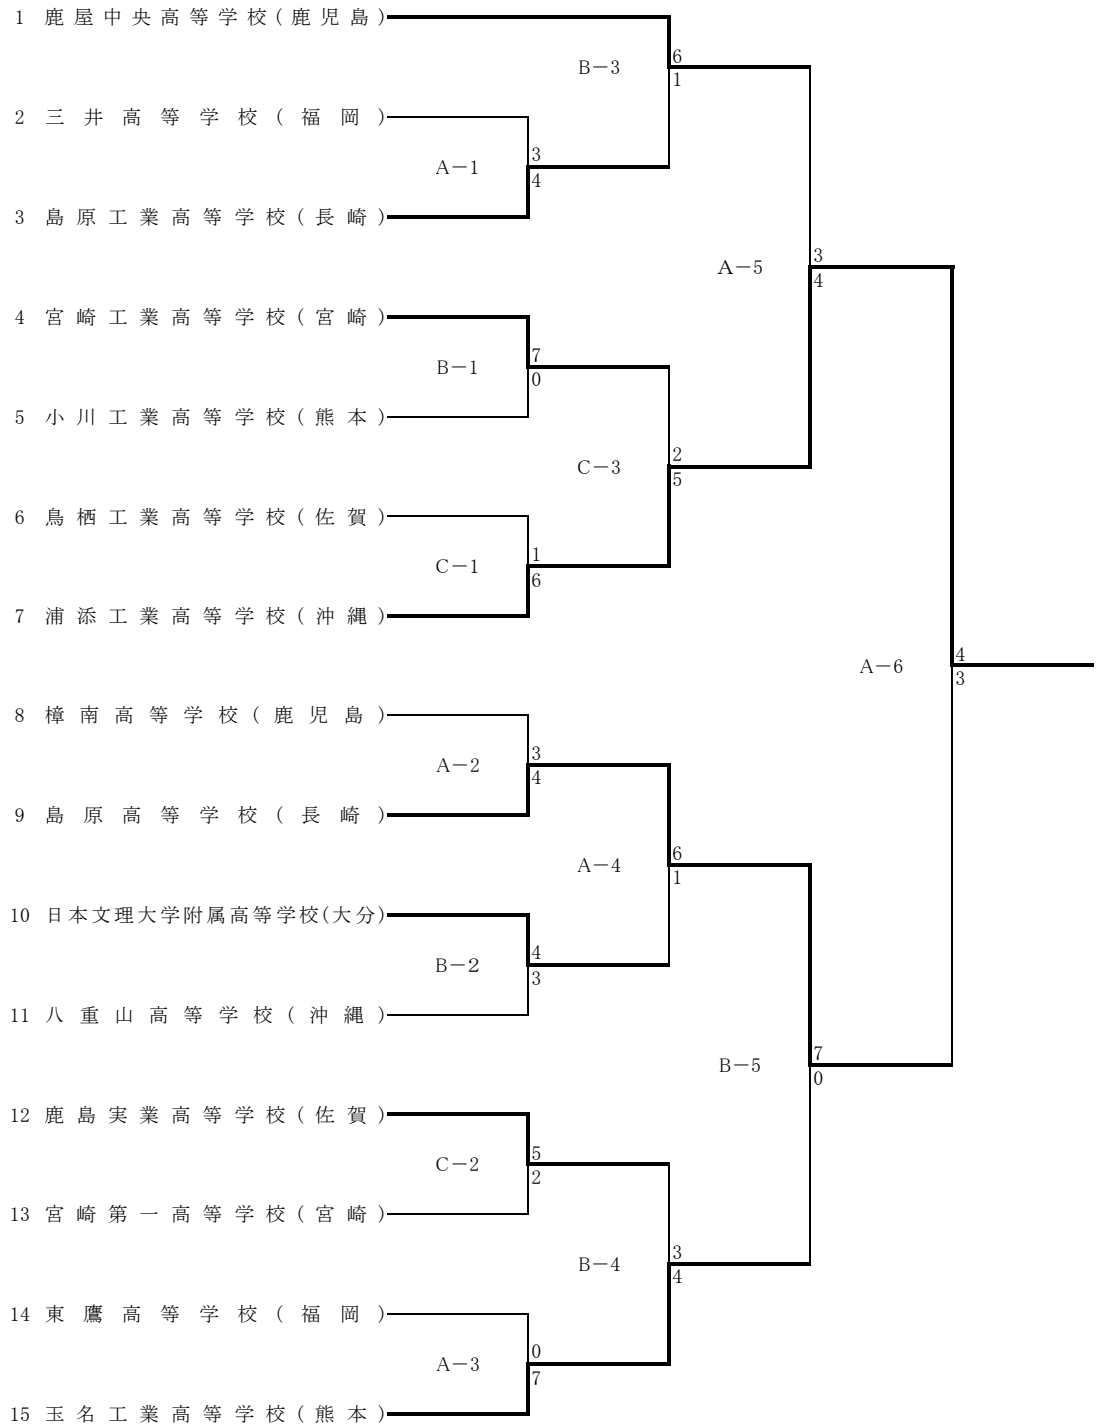 1 鹿屋中央高等学校(鹿児島)
6
B－3
1
2 三井高等学校(福岡)
3
A－1
4
3 島原工業高等学校(長崎)
3
A－5
4
4 宮崎工業高等学校(宮崎)
7
B－1
0
5 小川工業高等学校(熊本)
2
C－3
5
6 鳥栖工業高等学校(佐賀)
1
C－1
6
7 浦添工業高等学校(沖縄)
4
A－6
3
8 樟南高等学校(鹿児島)
3
A－2
4
9 島原高等学校(長崎)
6
A－4
1
10 日本文理大学附属高等学校(大分)
4
B－2
3
11 八重山高等学校(沖縄)
7
B－5
0
12 鹿島実業高等学校(佐賀)
5
C－2
2
13 宮崎第一高等学校(宮崎)
3
B－4
4
14 東鷹高等学校(福岡)
0
A－3
7
15 玉名工業高等学校(熊本)